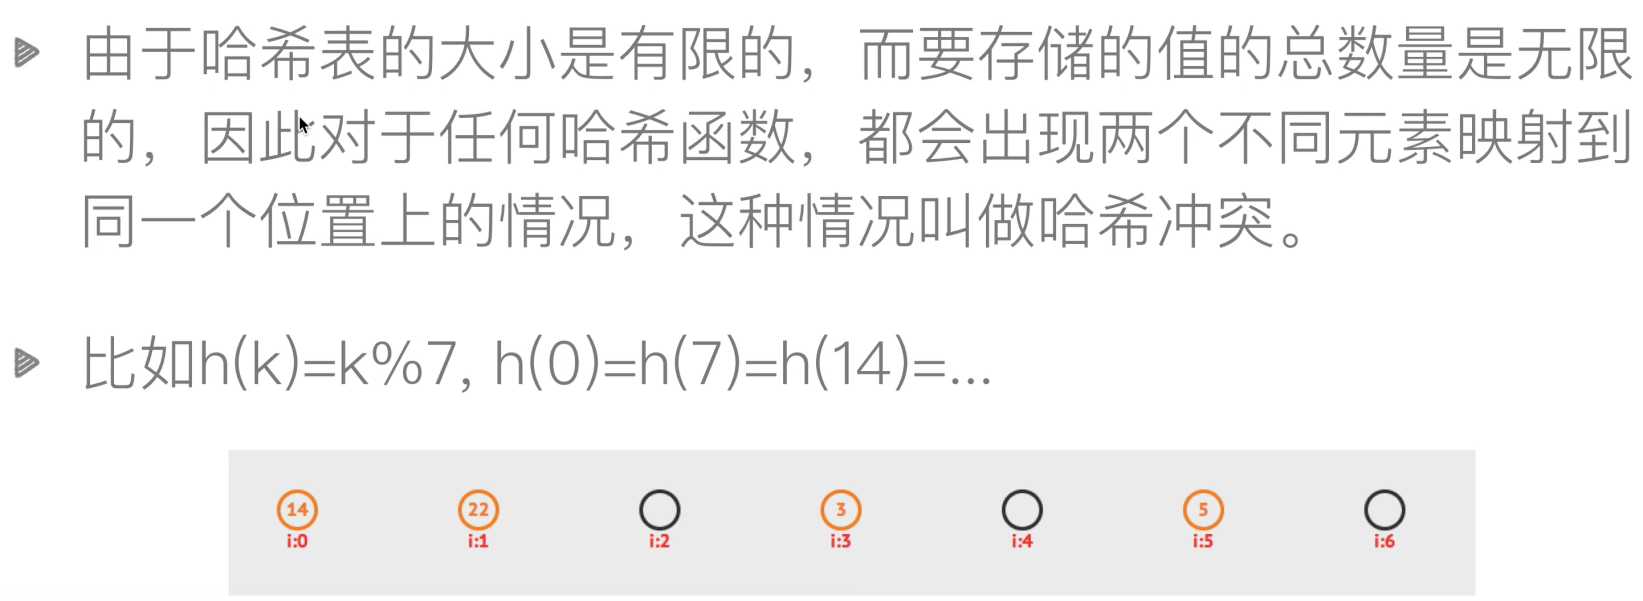 由于哈希表的大小是有限的，而要存储的值的总数量是无限
的，因此对于任何哈希函数，都会出现两个不同元素映射到
同一个位置上的情况，这种情况叫做哈希冲突。
比如h(k)=k%7, h(0)=h(7)=h(14)=...
14 22 3 5
i:0 i:1 i:2 i:3 i:4 i:5 i:6